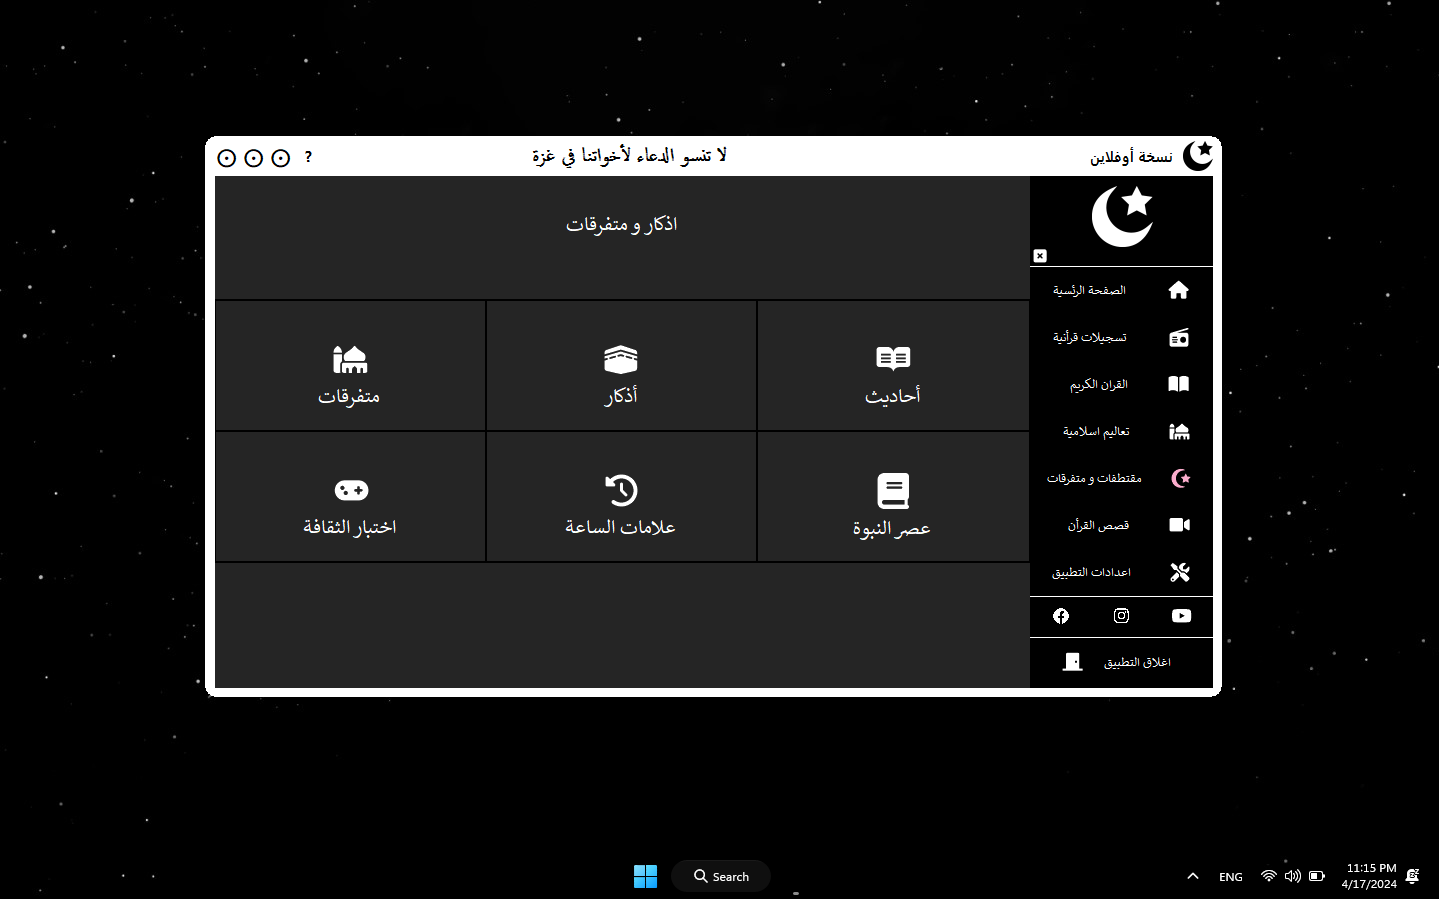 نسخة أوفلاين
لا تنسو الدعاء لأخواتنا في غزة
?
اذكار و متفرقات
أحاديث
أذكار
متفرقات
عصر النبوة
علامات الساعة
اختبار الثقافة
الصفحة الرئسية
تسجيلات قرأنية
القران الكريم
تعاليم اسلامية
مقتطفات و متفرقات
قصص القرأن
اعدادات التطبيق
اغلاق التطبيق
Search
ENG
11:15 PM
4/17/2024